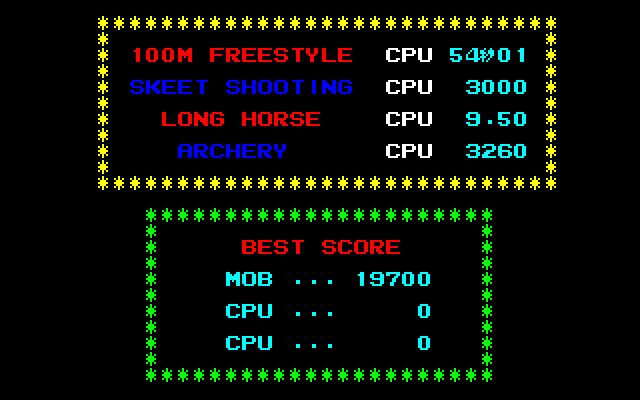 100M FREESTYLE CPU 54"01
SKEET SHOOTING CPU 3000
LONG HORSE CPU 9.50
ARCHERY CPU 3260
BEST SCORE
MOB ... 19700
CPU ... 0
CPU ... 0